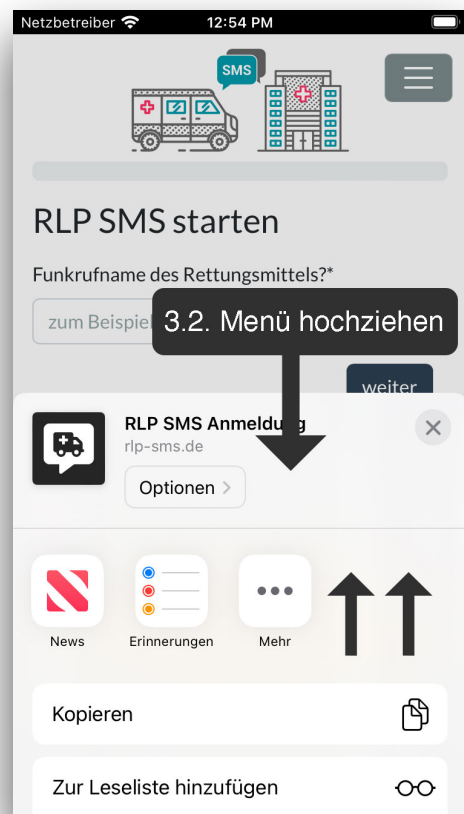 Netzbetreiber 12:54 PM
SMS
RLP SMS starten
Funkrufname des Rettungsmittels?*
zum Beispiel
3.2. Menü hochziehen
weiter
RLP SMS Anmeldung
rlp-sms.de
Optionen
News Erinnerungen Mehr
Kopieren
Zur Leseliste hinzufügen